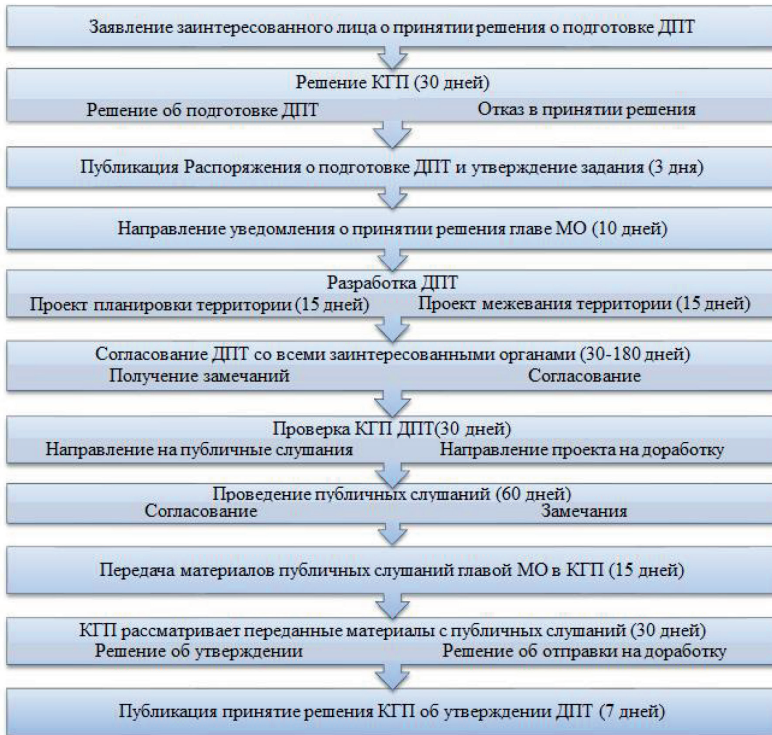 Заявление заинтересованного лица о принятии решения о подготовке ДПТ
Решение КГП (30 дней)
Решение об подготовке ДПТ Отказ в принятии решения
Публикация Распоряжения о подготовке ДПТ и утверждение задания (3 дня)
Направление уведомления о принятии решения главе МО (10 дней)
Разработка ДПТ
Проект планировки территории (15 дней) Проект межевания территории (15 дней)
Согласование ДПТ со всеми заинтересованными органами (30-180 дней)
Получение замечаний Согласование
Проверка КГП ДПТ(30 дней)
Направление на публичные слушания Направление проекта на доработку
Проведение публичных слушаний (60 дней)
Согласование Замечания
Передача материалов публичных слушаний главой МО в КГП (15 дней)
КГП рассматривает переданные материалы с публичных слушаний (30 дней)
Решение об утверждении Решение об отправки на доработку
Публикация принятие решения КГП об утверждении ДПТ (7 дней)